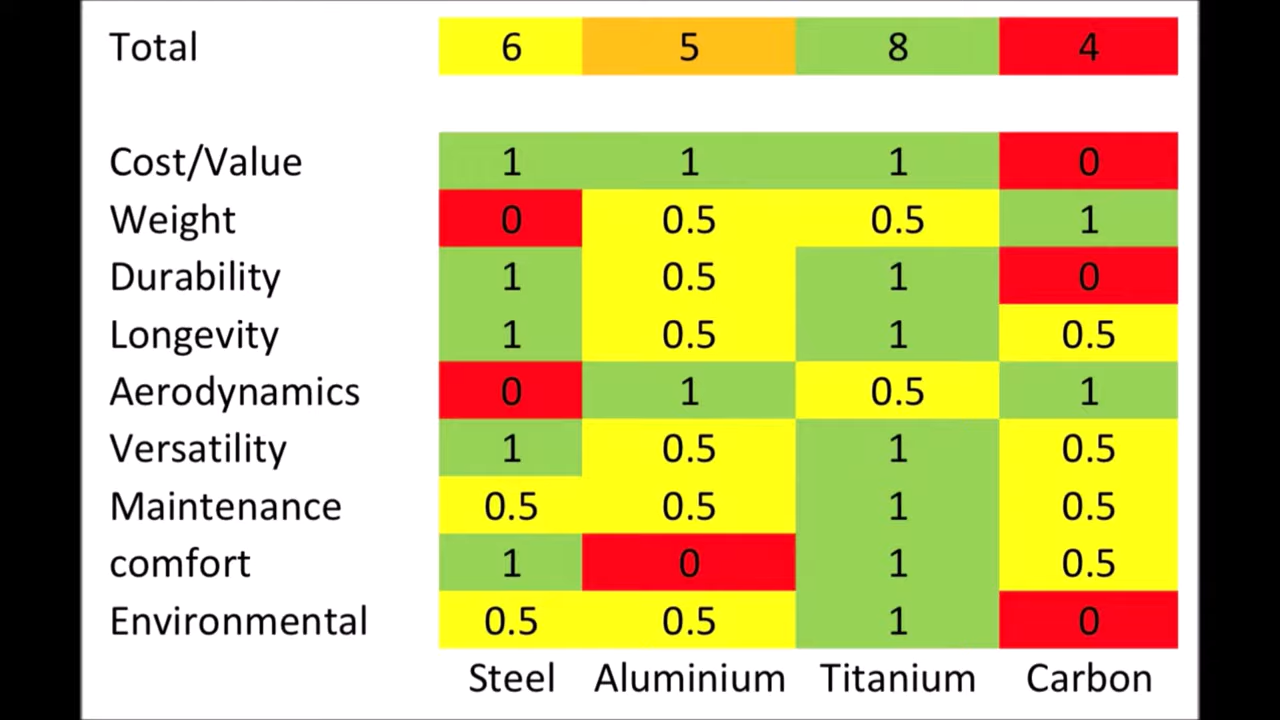 Total 6 5 8 4
Cost/Value 1 1 1 0
Weight 0 0.5 0.5 1
Durability 1 0.5 1 0
Longevity 1 0.5 1 0.5
Aerodynamics 0 1 0.5 1
Versatility 1 0.5 1 0.5
Maintenance 0.5 0.5 1 0.5
comfort 1 0 1 0.5
Environmental 0.5 0.5 1 0
Steel Aluminium Titanium Carbon